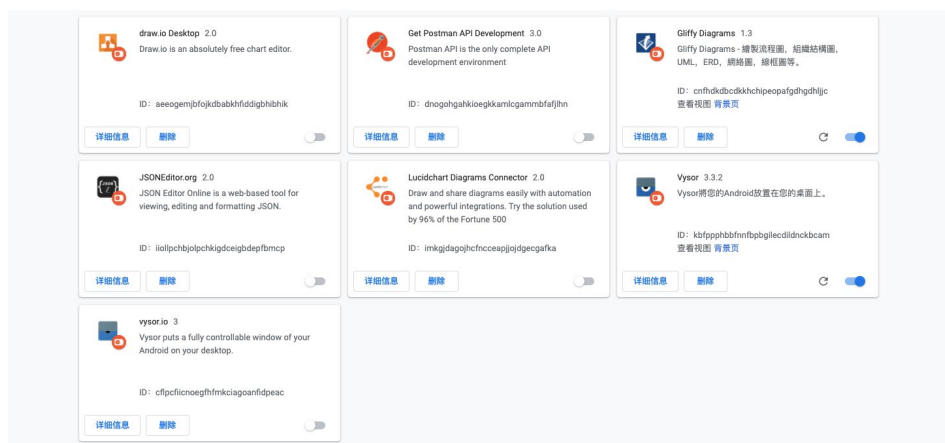 draw.io Desktop 2.0
Draw.io is an absolutely free chart editor.
ID： aeeogemjbfojkdbabkhfiddigbhibhik
详细信息 删除
Get Postman API Development 3.0
Postman API is the only complete API
development environment
ID： dnogohgahkioegkkamlcgammbfafjlhn
详细信息 删除
Gliffy Diagrams 1.3
Gliffy Diagrams - 繪製流程圖，組織結構圖，
UML，ERD，網絡圖，線框圖等。
ID： cnfhdkdbcdkkhchipeopafgdhgdhljjc
查看视图 背景页
详细信息 删除
JSONEditor.org 2.0
JSON Editor Online is a web-based tool for
viewing, editing and formatting JSON.
ID： iiollpchbjolpchkigdceigbdepfbmcp
详细信息 删除
Lucidchart Diagrams Connector 2.0
Draw and share diagrams easily with automation
and powerful integrations. Try the solution used
by 96% of the Fortune 500
ID： imkgjdagojhcfncceapjjojdgecgafka
详细信息 删除
Vysor 3.3.2
Vysor將您的Android放置在您的桌面上。
ID： kbfppphbbfnnfbpbgilecdildnckbcam
查看视图 背景页
详细信息 删除
vysor.io 3
Vysor puts a fully controllable window of your
Android on your desktop.
ID： cflpcfiicnoegfhfmkciagoanfidpeac
详细信息 删除